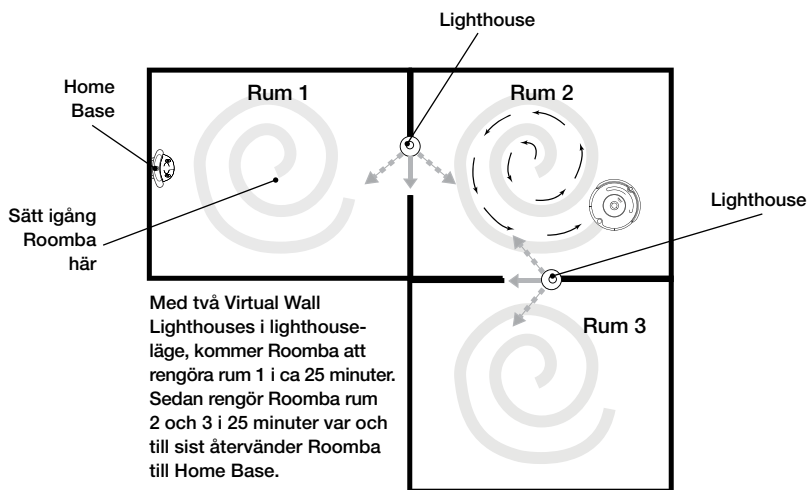 Lighthouse
Home
Base
Rum 1
Rum 2
Sätt igång
Roomba
här
Lighthouse
Med två Virtual Wall
Lighthouses i lighthouse-
läge, kommer Roomba att
rengöra rum 1 i ca 25 minuter.
Sedan rengör Roomba rum
2 och 3 i 25 minuter var och
till sist återvänder Roomba
till Home Base.
Rum 3